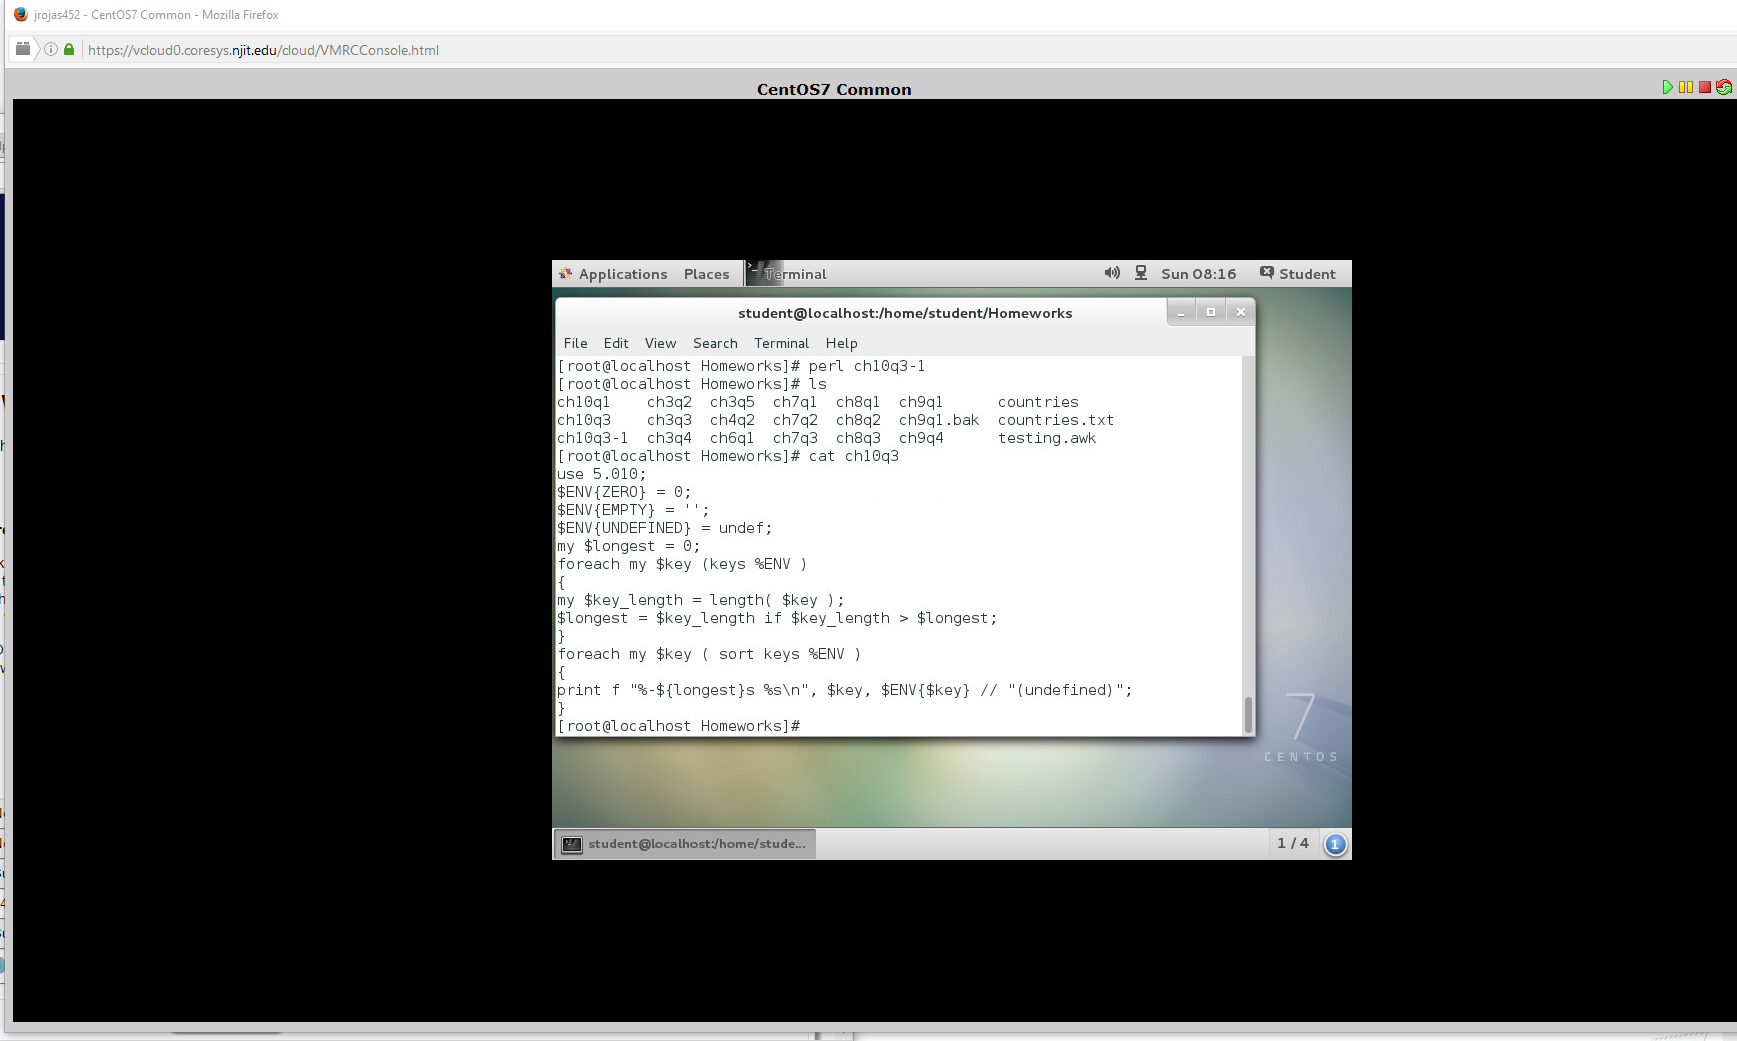 jrojas452 - CentOS7 Common - Mozilla Firefox
https://vcloud0.coresys.njit.edu/cloud/VMRCConsole.html
CentOS7 Common
Applications Places Terminal Sun 08:16 Student
student@localhost:/home/student/Homeworks
File Edit View Search Terminal Help
[root@localhost Homeworks]# perl ch10q3-1
[root@localhost Homeworks]# ls
ch10q1 ch3q2 ch3q5 ch7q1 ch8q1 ch9q1 countries
ch10q3 ch3q3 ch4q2 ch7q2 ch8q2 ch9q1.bak countries.txt
ch10q3-1 ch3q4 ch6q1 ch7q3 ch8q3 ch9q4 testing.awk
[root@localhost Homeworks]# cat ch10q3
use 5.010;
$ENV{ZERO} = 0;
$ENV{EMPTY} = '';
$ENV{UNDEFINED} = undef;
my $longest = 0;
foreach my $key (keys %ENV )
{
my $key_length = length( $key );
$longest = $key_length if $key_length > $longest;
}
foreach my $key ( sort keys %ENV )
{
print f "%-${longest}s %s\n", $key, $ENV{$key} // "(undefined)";
}
[root@localhost Homeworks]#
7
CENTOS
student@localhost:/home/stude...
1 / 4
1